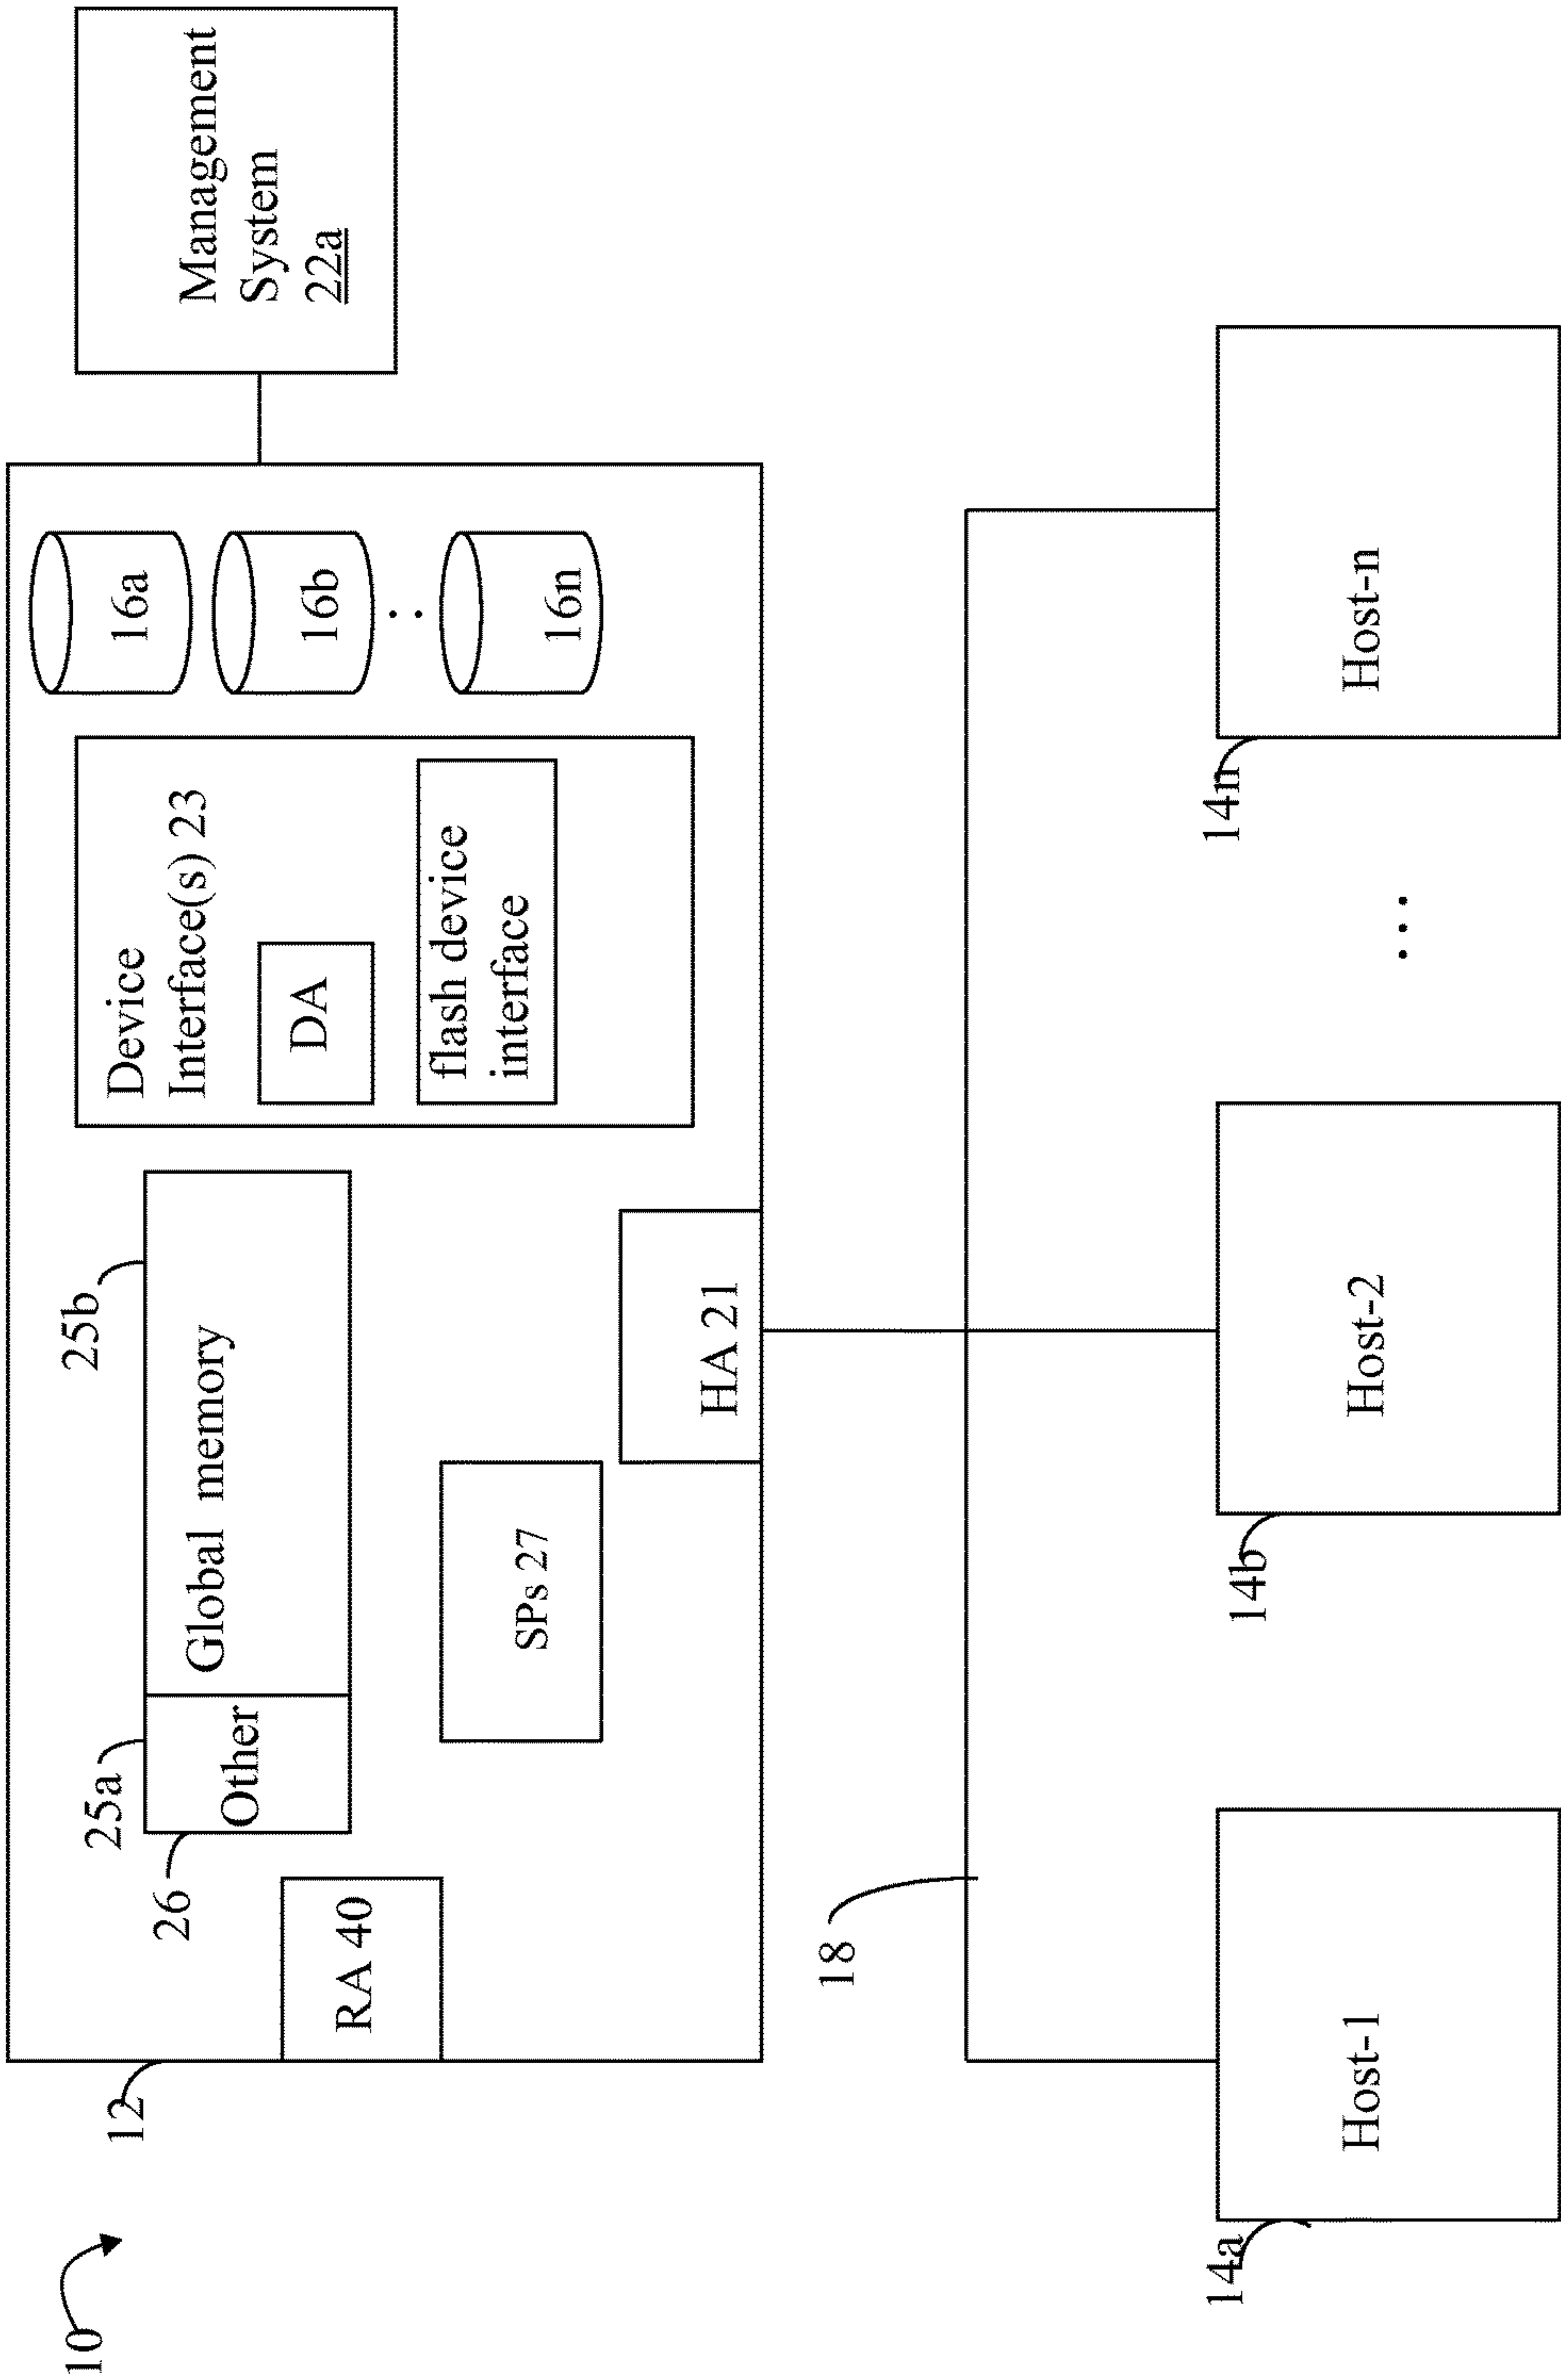 10
12
RA 40
26
25a
Other
25b
Global memory
SPs 27
HA 21
Device
Interface(s) 23
DA
flash device
interface
16a
16b
16n
Management
System
22a
18
14a
Host-1
14b
Host-2
...
14n
Host-n